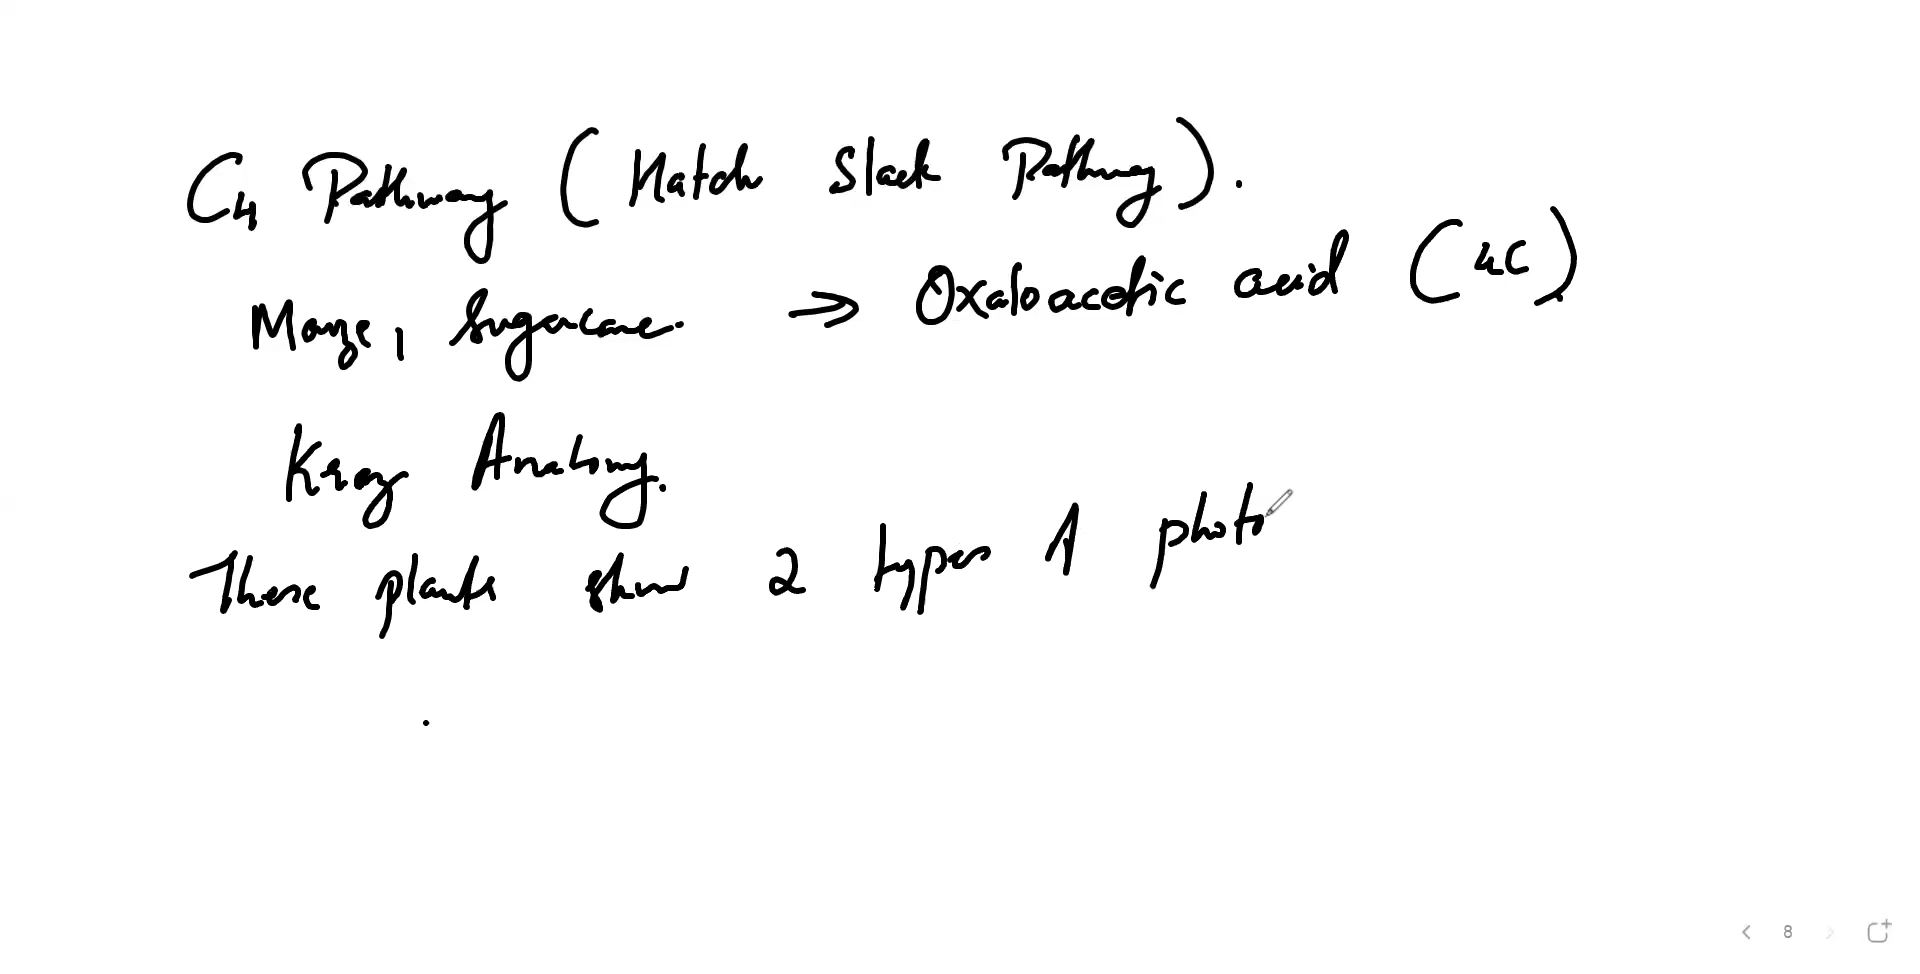 C4 Pathway (Hatch Slack Pathway).
Mayze, Sugarcane. → Oxaloacetic acid (4C)
Kranz Anatomy.
These plants show 2 types of photo
8